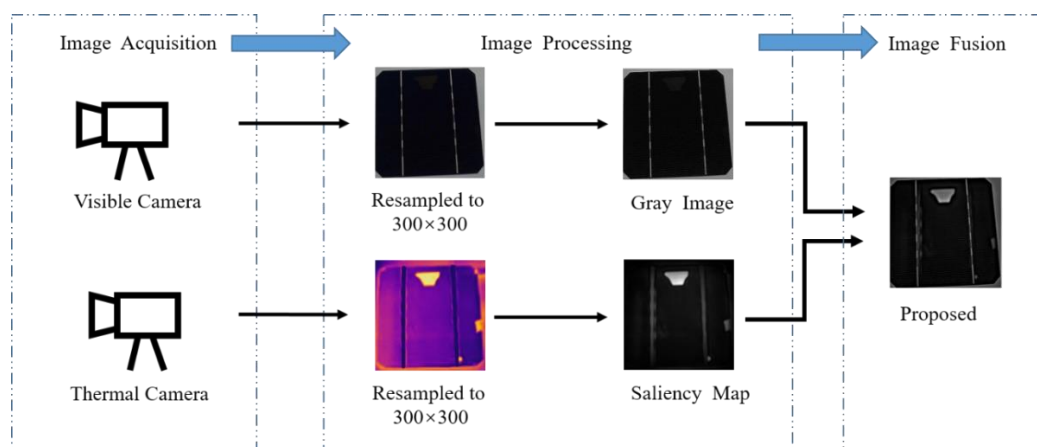 Image Acquisition
Image Processing
Image Fusion
Visible Camera
Resampled to
300×300
Gray Image
Thermal Camera
Resampled to
300×300
Saliency Map
Proposed